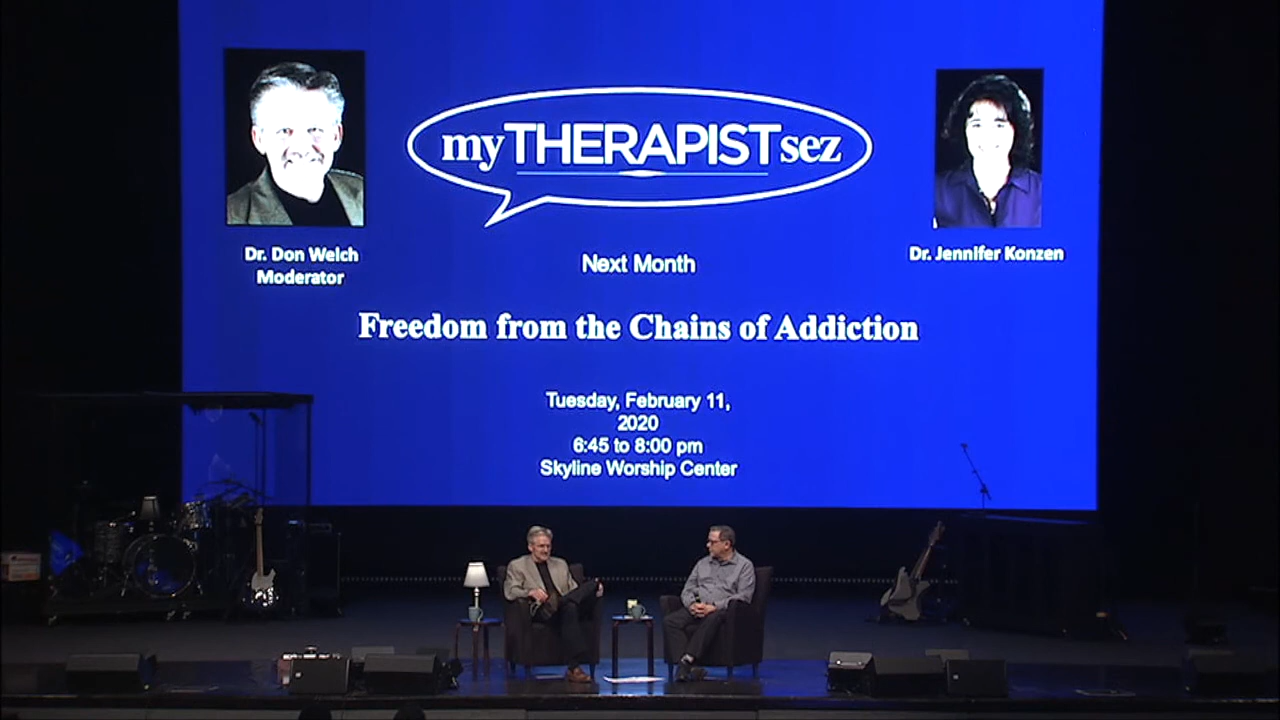 myTHERAPISTsez
Dr. Don Welch
Moderator
Dr. Jennifer Konzen
Next Month
Freedom from the Chains of Addiction
Tuesday, February 11,
2020
6:45 to 8:00 pm
Skyline Worship Center